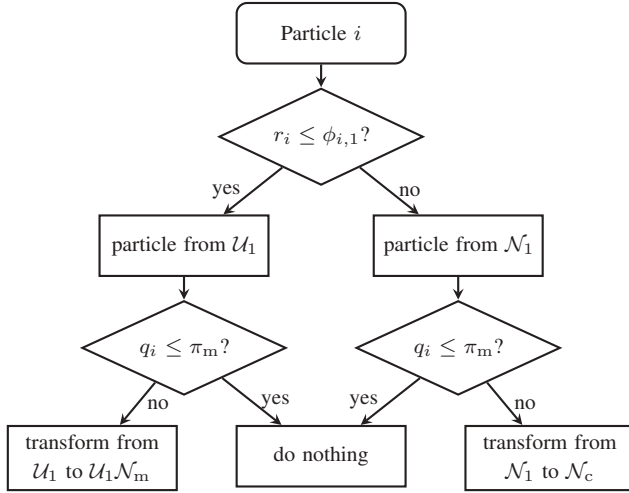 Particle i
r_i ≤ ϕ_{i,1}?
yes
no
particle from 𝒰_1
particle from 𝒩_1
q_i ≤ π_m?
q_i ≤ π_m?
no
yes
yes
no
transform from
𝒰_1 to 𝒰_1𝒩_m
do nothing
transform from
𝒩_1 to 𝒩_c